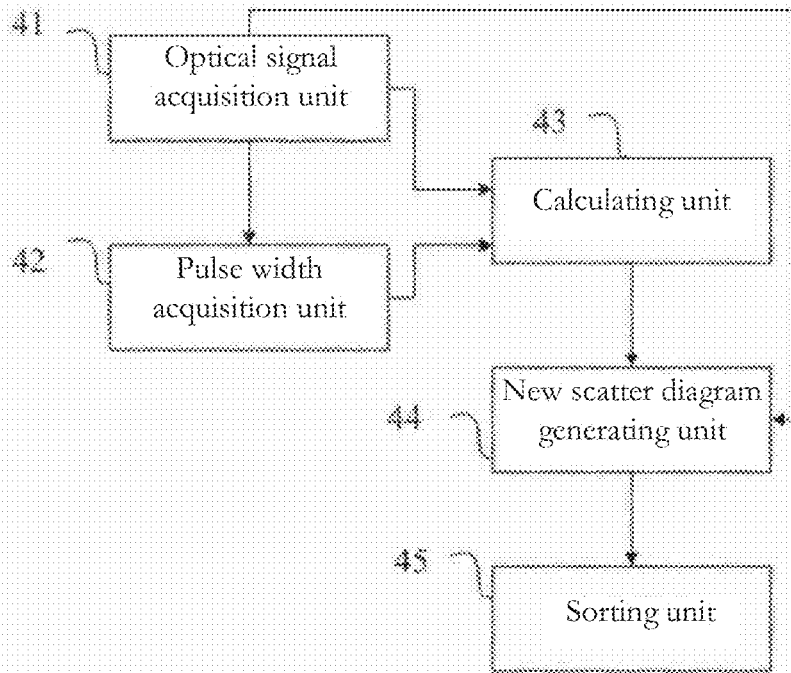 41
Optical signal
acquisition unit
43
Calculating unit
42
Pulse width
acquisition unit
New scatter diagram
generating unit
44
45
Sorting unit